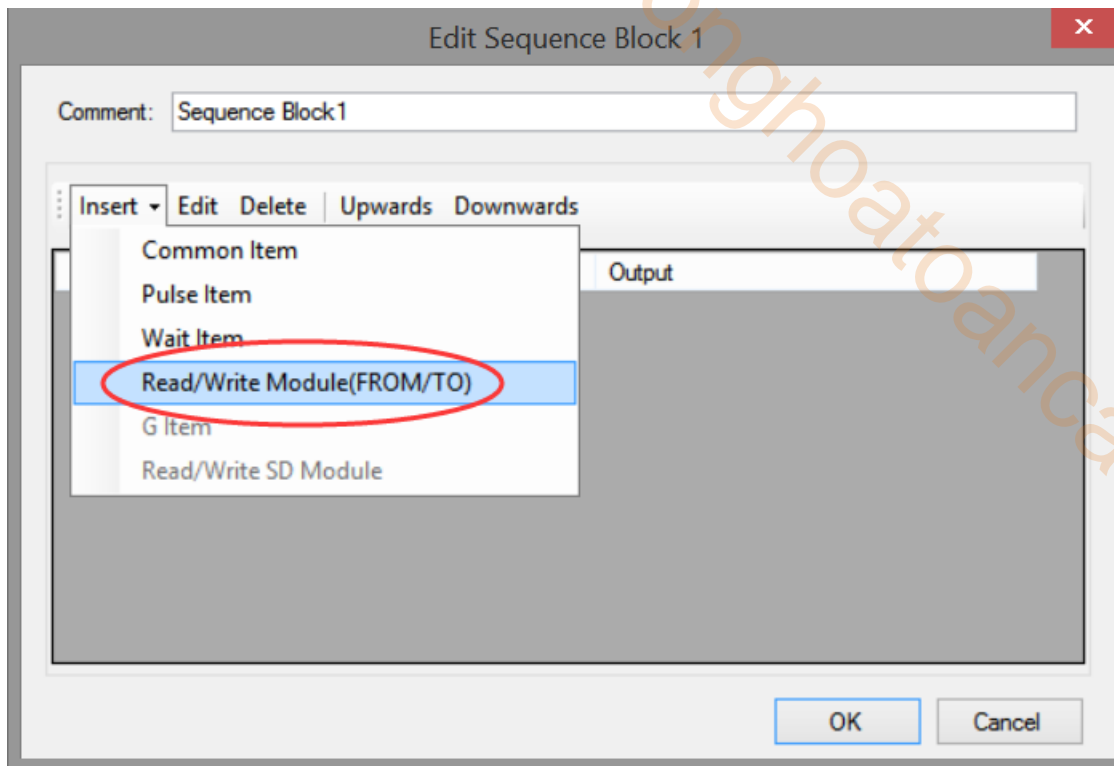 Edit Sequence Block 1
Comment: Sequence Block1
Insert Edit Delete Upwards Downwards
Common Item
Output
Pulse Item
Wait Item
Read/Write Module(FROM/TO)
G Item
Read/Write SD Module
OK Cancel